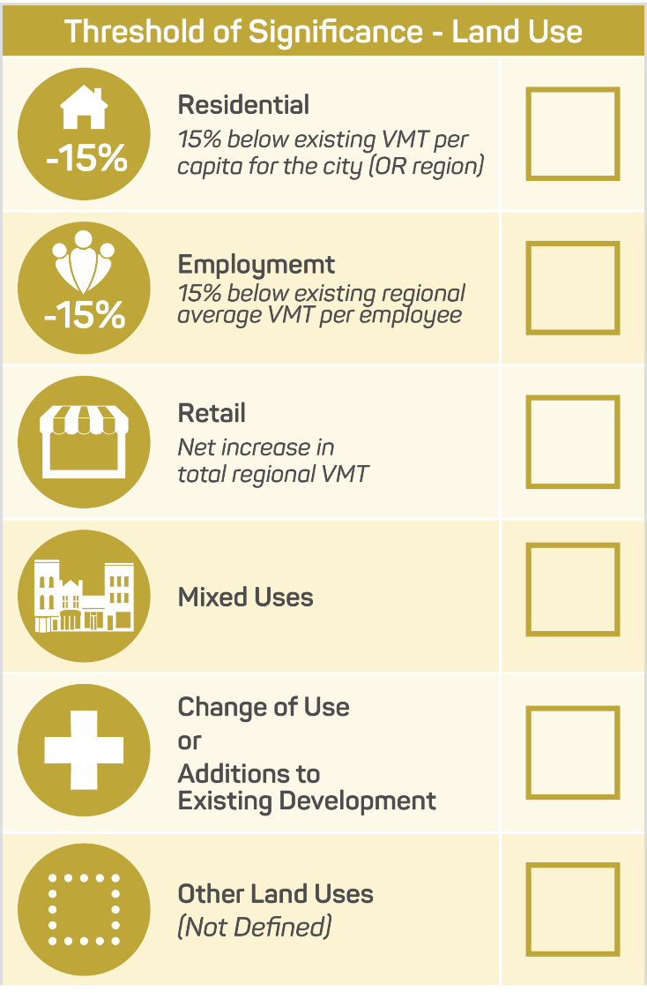 Threshold of Significance - Land Use
-15%
Residential
15% below existing VMT per
capita for the city (OR region)
-15%
Employmemt
15% below existing regional
average VMT per employee
Retail
Net increase in
total regional VMT
Mixed Uses
Change of Use
or
Additions to
Existing Development
Other Land Uses
(Not Defined)